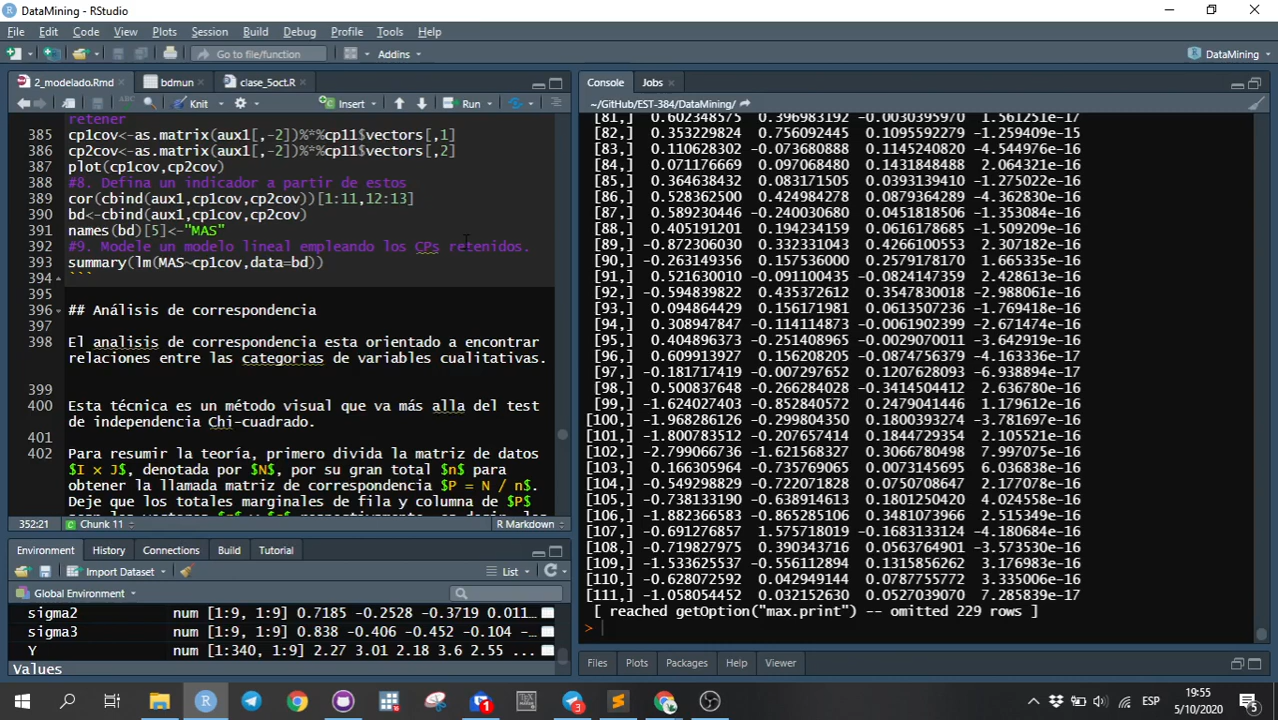 DataMining - RStudio
File Edit Code View Plots Session Build Debug Profile Tools Help
Go to file/function Addins DataMining
2_modelado.Rmd bdmun clase_5oct.R
Knit Insert Run
retener
385 cp1cov<-as.matrix(aux1[,-2])%*%cp11$vectors[,1]
386 cp2cov<-as.matrix(aux1[,-2])%*%cp11$vectors[,2]
387 plot(cp1cov,cp2cov)
388 #8. Defina un indicador a partir de estos
389 cor(cbind(aux1,cp1cov,cp2cov))[1:11,12:13]
390 bd<-cbind(aux1,cp1cov,cp2cov)
391 names(bd)[5]<-"MAS"
392 #9. Modele un modelo lineal empleando los CPs retenidos.
393 summary(lm(MAS~cp1cov,data=bd))
394 ```
395
396 ## Análisis de correspondencia
397
398 El analisis de correspondencia esta orientado a encontrar
relaciones entre las categorias de variables cualitativas.
399
400 Esta técnica es un método visual que va más alla del test
de independencia Chi-cuadrado.
401
402 Para resumir la teoría, primero divida la matriz de datos
$I x J$, denotada por $N$, por su gran total $n$ para
obtener la llamada matriz de correspondencia $P = N / n$.
Deje que los totales marginales de fila y columna de $P$
352:21 Chunk 11 R Markdown
Environment History Connections Build Tutorial
Import Dataset List
Global Environment
sigma2 num [1:9, 1:9] 0.7185 -0.2528 -0.3719 0.011…
sigma3 num [1:9, 1:9] 0.838 -0.406 -0.452 -0.104 -…
Y num [1:340, 1:9] 2.27 3.01 2.18 3.6 2.55 ...
Values
Console Jobs
~/GitHub/EST-384/DataMining/
[81,] 0.602348575 0.396983192 -0.0030395970 1.561251e-17
[82,] 0.353229824 0.756092445 0.1095592279 -1.259409e-15
[83,] 0.110628302 -0.073680888 0.1145240820 -4.544976e-16
[84,] 0.071176669 0.097068480 0.1431848488 2.064321e-16
[85,] 0.364638432 0.083171505 0.0393139410 -1.275032e-16
[86,] 0.528362500 0.424984278 0.0891272436 -1.258083e-16
[87,] 0.589230446 -0.240030680 0.0451818506 -1.353084e-16
[88,] 0.405191551 0.194234159 0.0616178685 -1.051709e-16
[89,] -0.872306030 0.332331043 0.4266100553 2.307182e-16
[90,] -0.263149356 0.157536000 0.2579178170 1.306067e-16
[91,] 0.521630010 -0.091100435 -0.0824147359 2.428613e-16
[92,] -0.594839822 0.435372612 0.3547830018 -2.988061e-16
[93,] 0.094864429 0.156171981 0.0613507236 -1.769418e-16
[94,] 0.308947847 -0.114114873 -0.0061902399 -2.671474e-16
[95,] 0.404896373 -0.251408965 -0.0029070011 -3.642919e-16
[96,] 0.609913927 0.156208205 -0.0874756379 -4.163336e-17
[97,] -0.181717419 -0.007297652 0.1207628013 -6.938894e-17
[98,] 0.500837648 -0.266284028 -0.3414504412 2.636780e-16
[99,] -1.624027403 -0.852840572 0.2479041946 1.179612e-16
[100,] -1.968286126 -0.299804350 0.1800393274 -3.781697e-16
[101,] -1.800783512 -0.207657414 0.1844729354 2.105521e-16
[102,] -2.799066736 -1.621568327 0.3066780498 7.997075e-16
[103,] 0.166305964 -0.735769065 0.0073145695 6.036838e-16
[104,] -0.549298829 -0.722071828 0.0750708647 2.177078e-16
[105,] -0.738133190 -0.638914613 0.1801250420 4.024558e-16
[106,] -1.882366583 -0.865285106 0.3481073966 2.515349e-16
[107,] -0.691276857 1.575718019 -0.1683133124 -4.180684e-16
[108,] -0.719827975 0.390343716 0.0563764901 -3.573530e-16
[109,] -1.533625537 -0.556112894 0.1315856262 3.176983e-16
[110,] -0.628072592 0.042949144 0.0787755772 3.335006e-16
[111,] -1.058054452 0.032152630 0.0527039070 7.285839e-17
[ reached getOption("max.print") -- omitted 229 rows ]
>
Files Plots Packages Help Viewer
ESP 19:55
5/10/2020